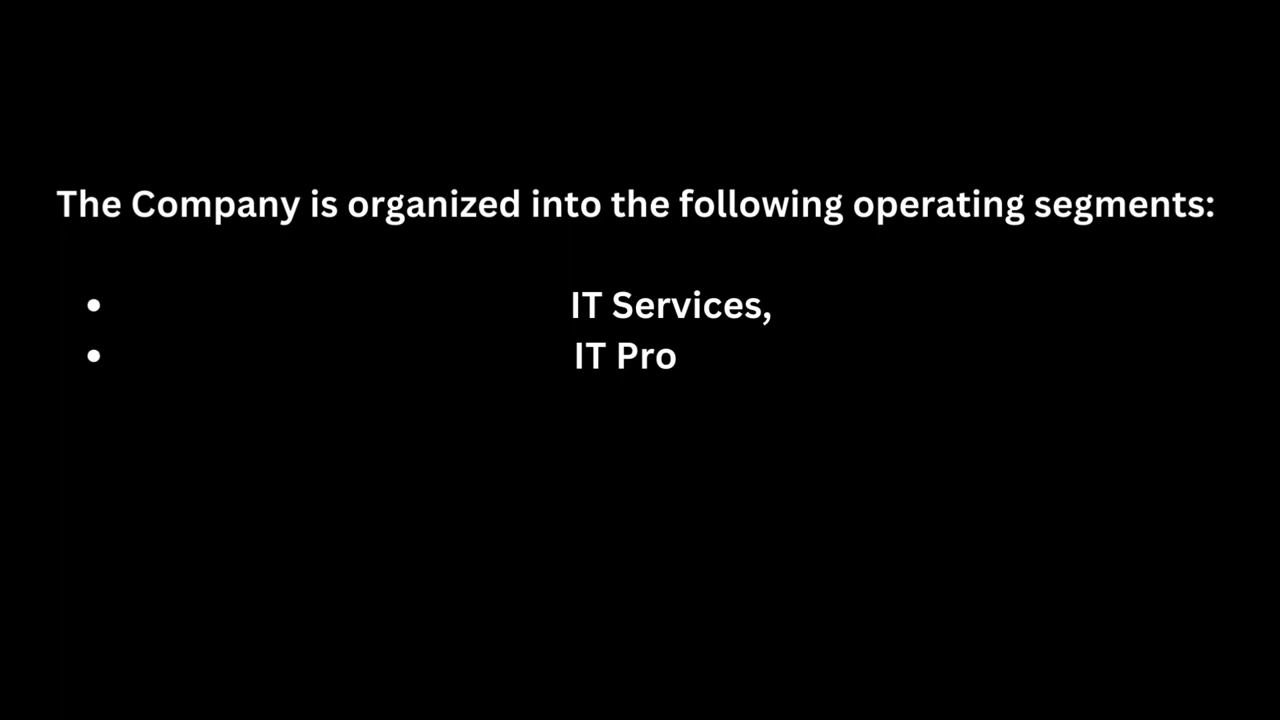 The Company is organized into the following operating segments:
• IT Services,
• IT Pro